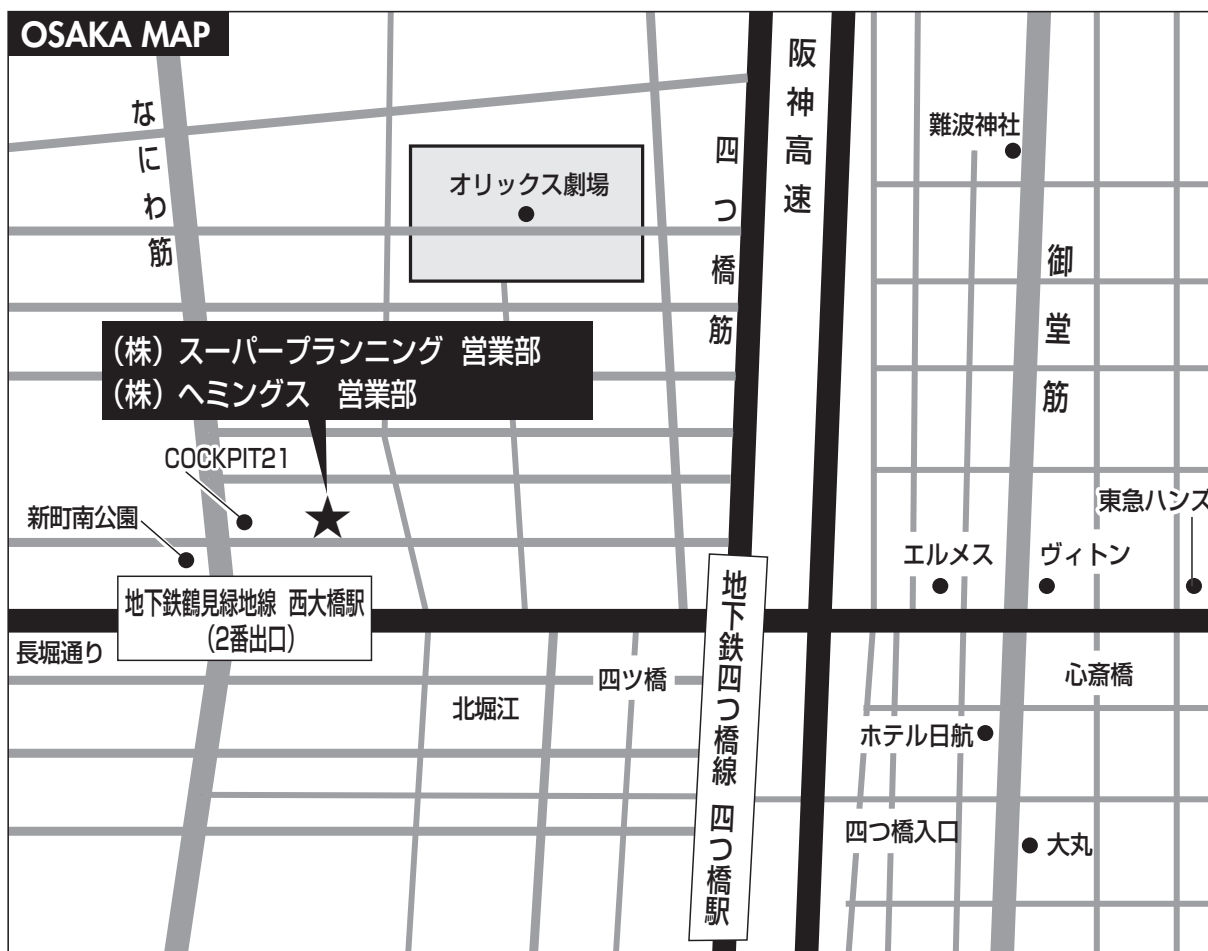 OSAKA MAP
なにわ筋
オリックス劇場
四つ橋筋
阪神高速
難波神社
御堂筋
（株）スーパープランニング 営業部
（株）ヘミングス 営業部
COCKPIT21
新町南公園
東急ハンズ
エルメス
ヴィトン
地下鉄鶴見緑地線 西大橋駅
（2番出口）
地下鉄四つ橋線 四つ橋駅
長堀通り
四ツ橋
心斎橋
北堀江
ホテル日航
四つ橋入口
大丸